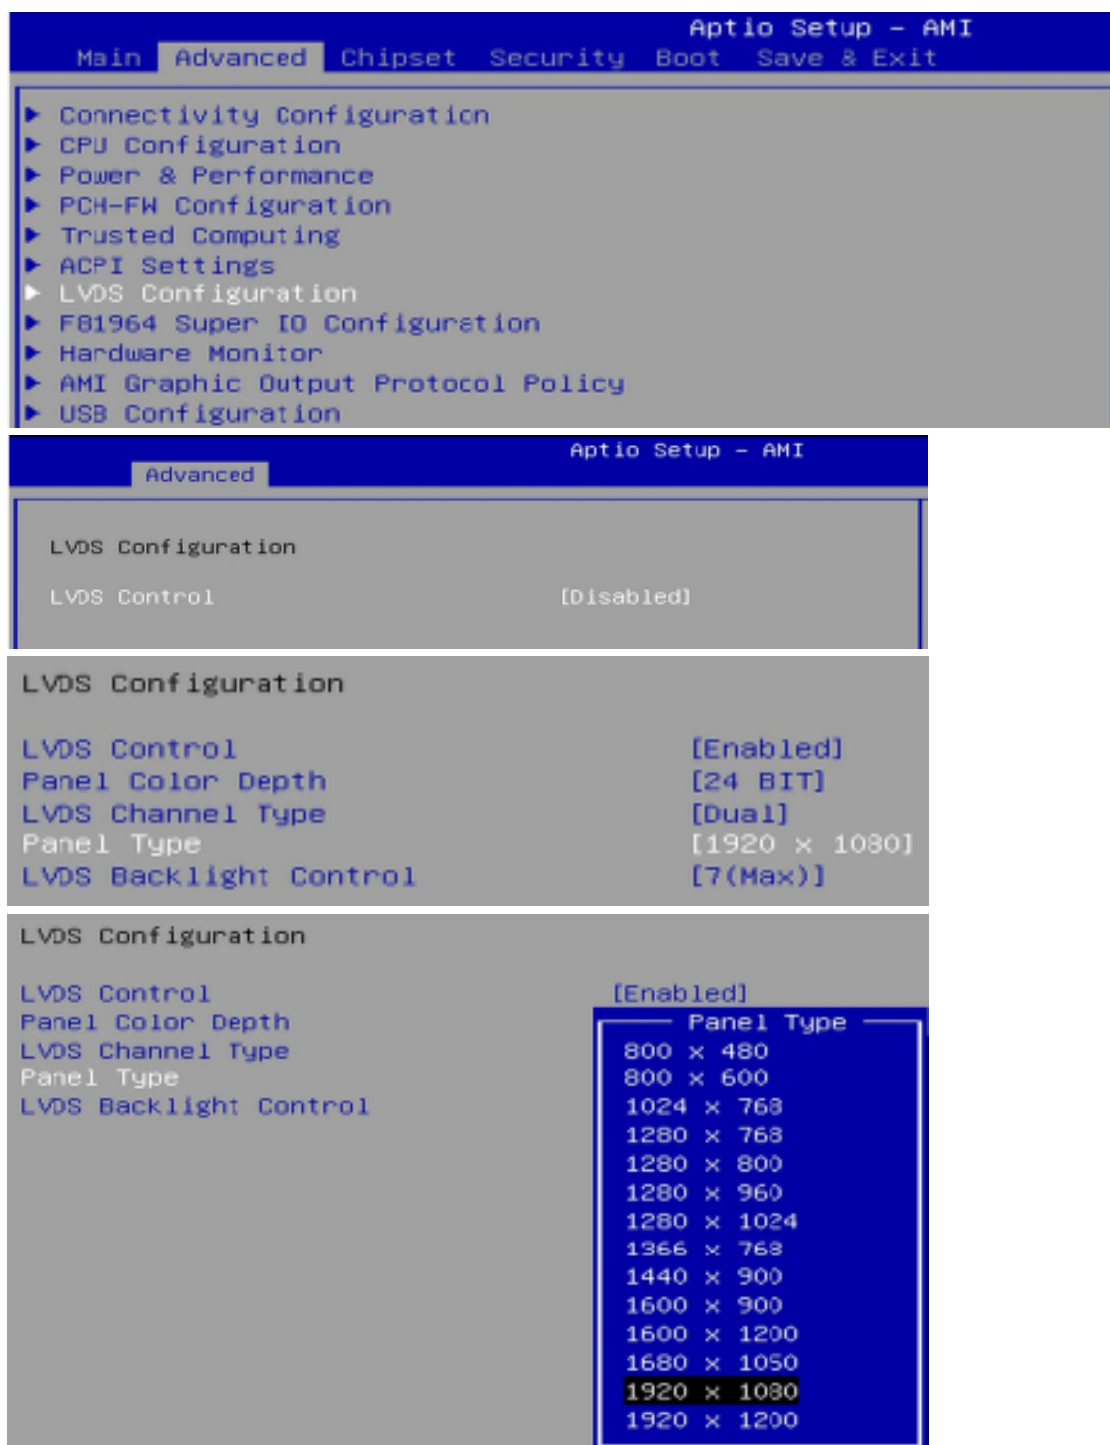 Aptio Setup – AMI
Main Advanced Chipset Security Boot Save & Exit
Connectivity Configuration
CPU Configuration
Power & Performance
PCH-FW Configuration
Trusted Computing
ACPI Settings
LVDS Configuration
F81964 Super IO Configuration
Hardware Monitor
AMI Graphic Output Protocol Policy
USB Configuration
Aptio Setup – AMI
Advanced
LVDS Configuration
LVDS Control [Disabled]
LVDS Configuration
LVDS Control [Enabled]
Panel Color Depth [24 BIT]
LVDS Channel Type [Dual]
Panel Type [1920 x 1080]
LVDS Backlight Control [7(Max)]
LVDS Configuration
LVDS Control [Enabled]
Panel Color Depth Panel Type
LVDS Channel Type 800 x 480
Panel Type 800 x 600
LVDS Backlight Control 1024 x 768
1280 x 768
1280 x 800
1280 x 960
1280 x 1024
1366 x 768
1440 x 900
1600 x 900
1600 x 1200
1680 x 1050
1920 x 1080
1920 x 1200